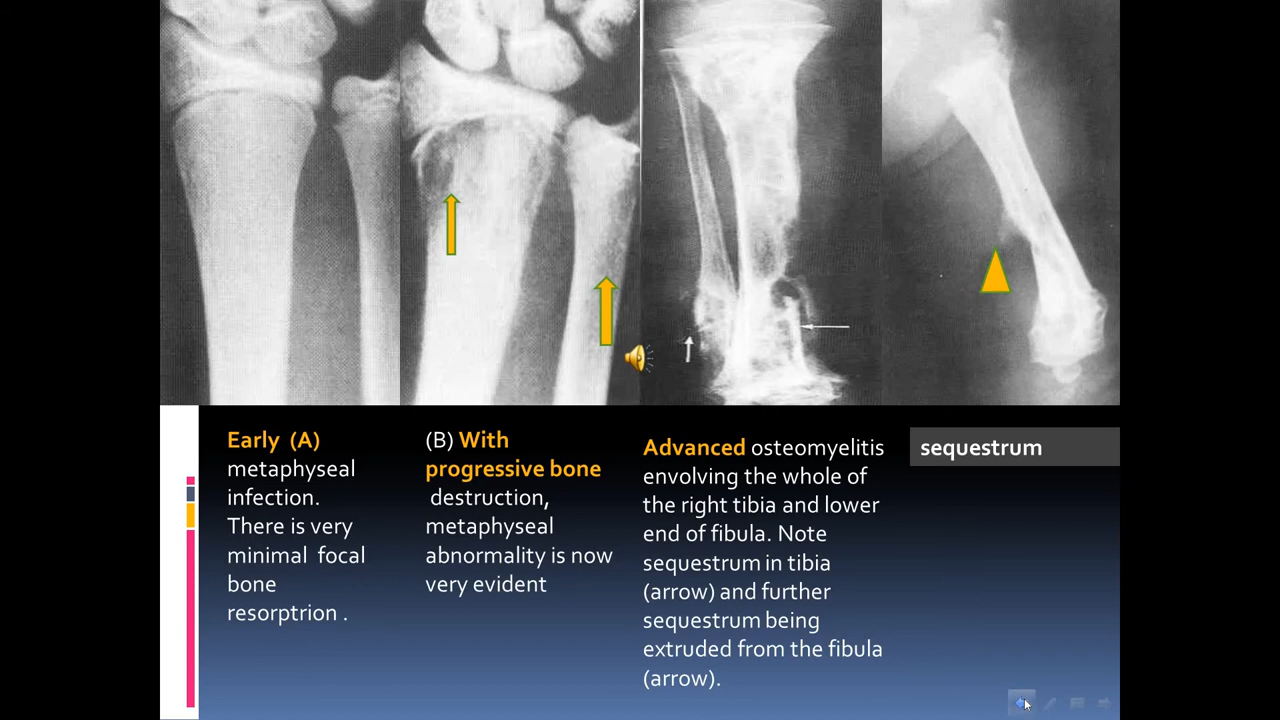 Early (A)
metaphyseal
infection.
There is very
minimal focal
bone
resorptrion .
(B) With
progressive bone
destruction,
metaphyseal
abnormality is now
very evident
Advanced osteomyelitis
envolving the whole of
the right tibia and lower
end of fibula. Note
sequestrum in tibia
(arrow) and further
sequestrum being
extruded from the fibula
(arrow).
sequestrum